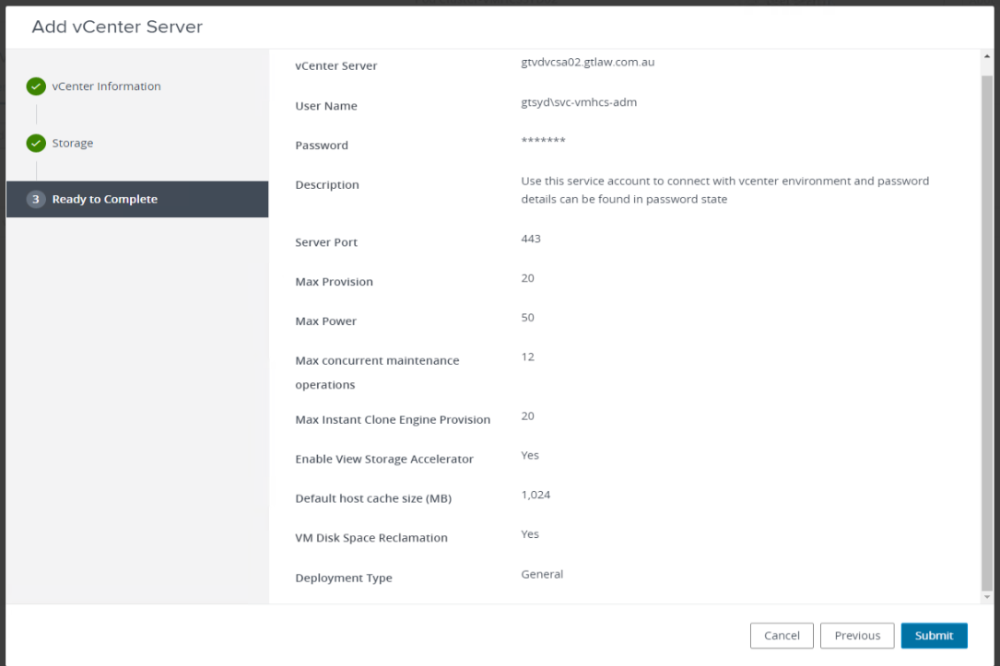 Add vCenter Server
vCenter Information
Storage
3 Ready to Complete
vCenter Server gtvdvcsa02.gtlaw.com.au
User Name gtsyd\svc-vmhcs-adm
Password *******
Description Use this service account to connect with vcenter environment and password
details can be found in password state
Server Port 443
Max Provision 20
Max Power 50
Max concurrent maintenance 12
operations
Max Instant Clone Engine Provision 20
Enable View Storage Accelerator Yes
Default host cache size (MB) 1,024
VM Disk Space Reclamation Yes
Deployment Type General
Cancel Previous Submit